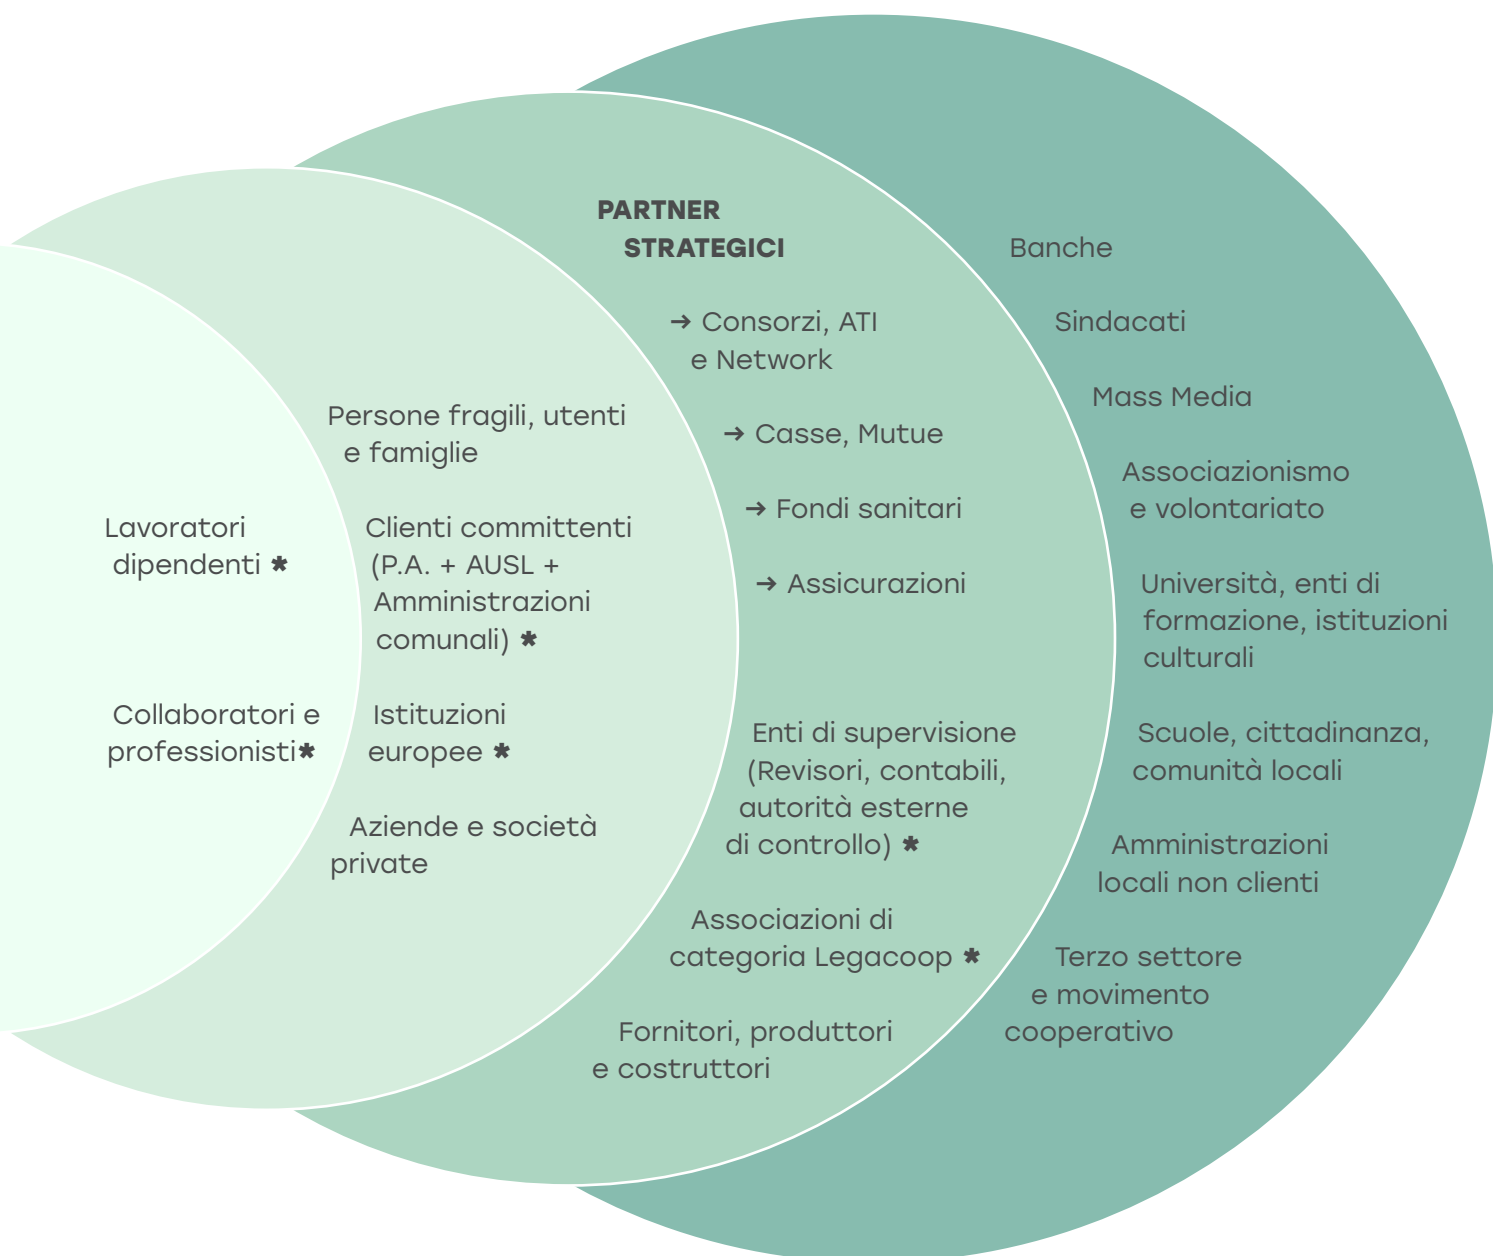 Lavoratori
dipendenti *
Collaboratori e
professionisti*
Persone fragili, utenti
e famiglie
Clienti committenti
(P.A. + AUSL +
Amministrazioni
comunali) *
Istituzioni
europee *
Aziende e società
private
PARTNER
STRATEGICI
→ Consorzi, ATI
e Network
→ Casse, Mutue
→ Fondi sanitari
→ Assicurazioni
Enti di supervisione
(Revisori, contabili,
autorità esterne
di controllo) *
Associazioni di
categoria Legacoop *
Fornitori, produttori
e costruttori
Banche
Sindacati
Mass Media
Associazionismo
e volontariato
Università, enti di
formazione, istituzioni
culturali
Scuole, cittadinanza,
comunità locali
Amministrazioni
locali non clienti
Terzo settore
e movimento
cooperativo